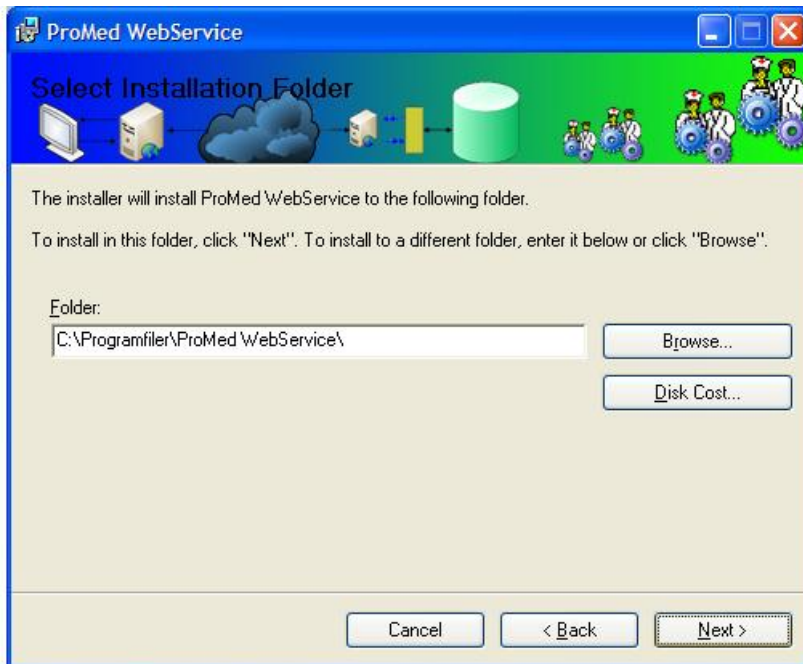 ProMed WebService
Select Installation Folder
The installer will install ProMed WebService to the following folder.
To install in this folder, click "Next". To install to a different folder, enter it below or click "Browse".
Folder:
C:\Programfiler\ProMed WebService\
Browse...
Disk Cost...
Cancel
< Back
Next >